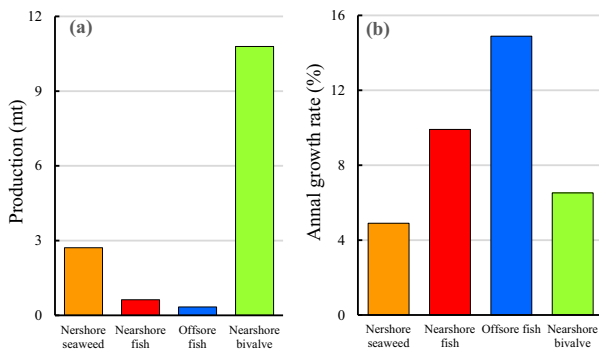 (a)
Production (mt)
12
9
6
3
0
Nershore
seaweed
Nearshore
fish
Offsore
fish
Nearshore
bivalve
(b)
Annal growth rate (%)
16
12
8
4
0
Nershore
seaweed
Nearshore
fish
Offsore fish
Nearshore
bivalve